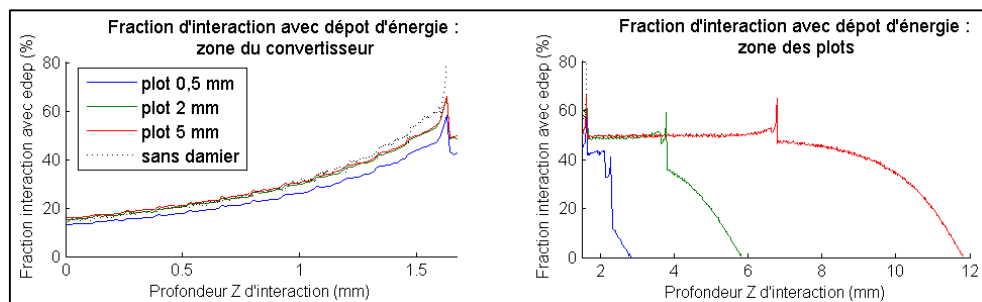 Fraction d'interaction avec dépot d'énergie :
zone du convertisseur
Fraction interaction avec edep (%)
80
60
40
20
0
plot 0,5 mm
plot 2 mm
plot 5 mm
sans damier
0
0.5
1
1.5
Profondeur Z d'interaction (mm)
Fraction d'interaction avec dépot d'énergie :
zone des plots
Fraction interaction avec edep (%)
80
60
40
20
0
2
4
6
8
10
12
Profondeur Z d'interaction (mm)